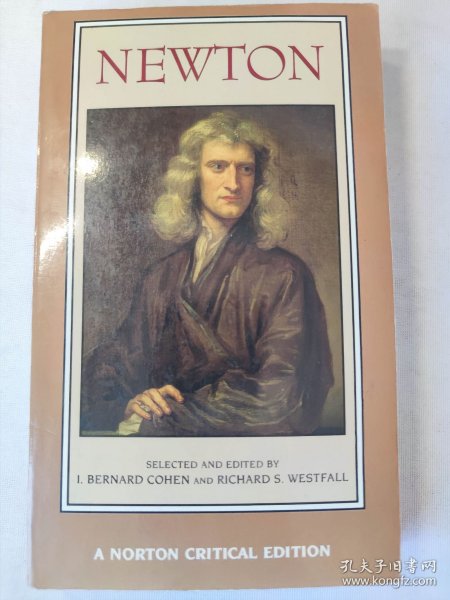 NEWTON
SELECTED AND EDITED BY
I. BERNARD COHEN AND RICHARD S. WESTFALL
A NORTON CRITICAL EDITION
孔夫子旧书网
www.kongfz.com